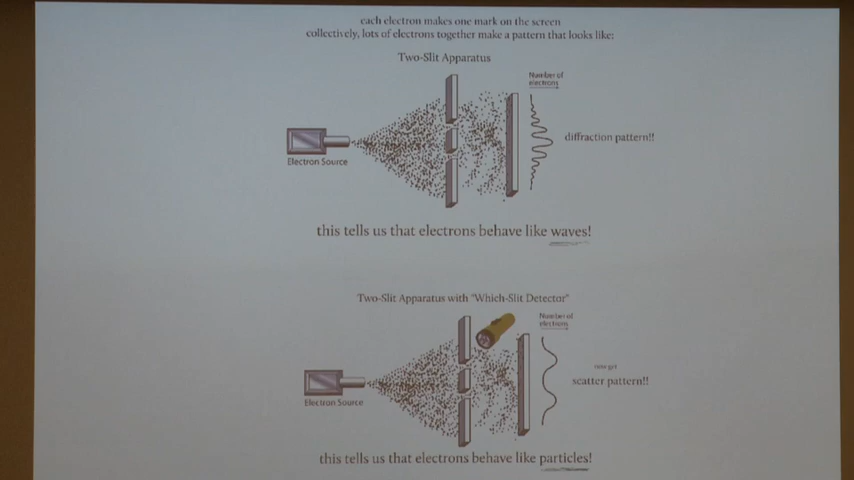 each electron makes one mark on the screen
collectively, lots of electrons together make a pattern that looks like:
Two-Slit Apparatus
Number of
electrons
diffraction pattern!!
Electron Source
this tells us that electrons behave like waves!
Two-Slit Apparatus with "Which-Slit Detector"
Number of
electrons
now get
scatter pattern!!
Electron Source
this tells us that electrons behave like particles!